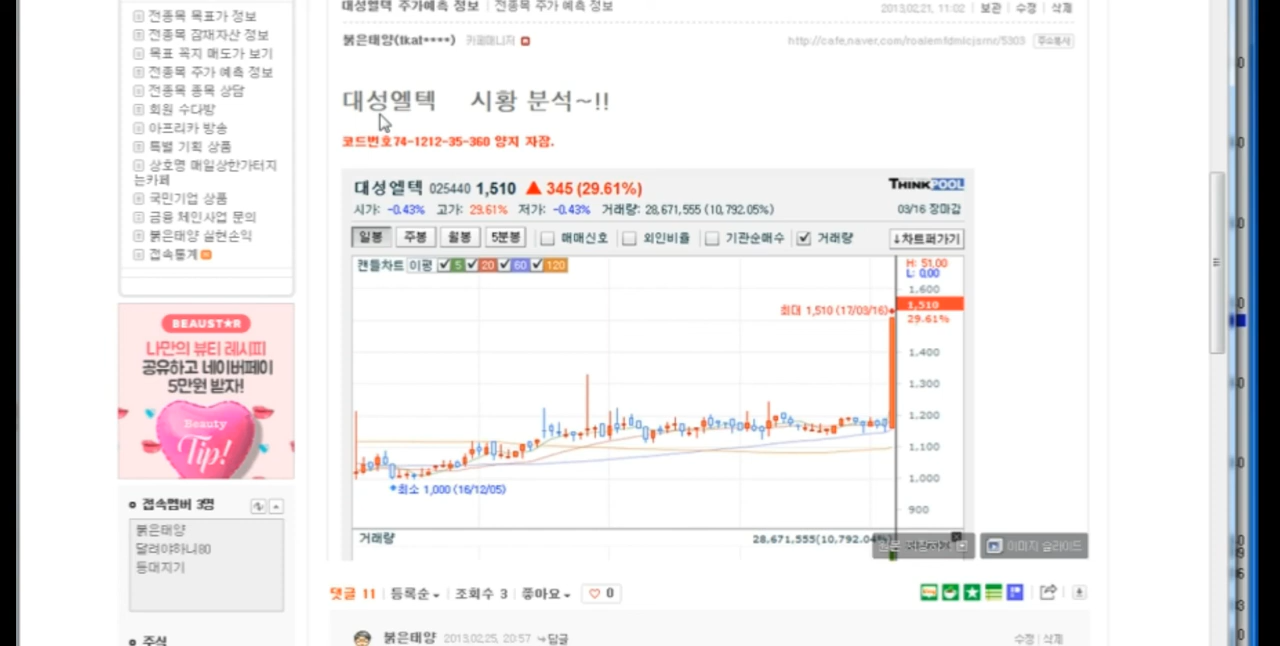 전종목 목표가 정보
전종목 잠재자산 정보
목표 꼭지 매도가 보기
전종목 주가 예측 정보
전종목 종목 상담
회원 수다방
아프리카 방송
특별 기획 상품
상호명 매일상한가터지
는카페
국민기업 상품
금융 체인사업 문의
붉은태양 실현손익
접속통계
BEAUST★R
나만의 뷰티 레시피
공유하고 네이버페이
5만원 받자!
Beauty
Tip!
접속멤버 3명
붉은태양
달려야하니80
등대지기
주식
대성엘텍 주가예측 정보 | 전종목 주가 예측 정보
2013.02.21. 11:02 | 보관 | 수정 | 삭제
붉은태양(tkat****) 카페매니저
주소복사
대성엘텍 시황 분석~!!
코드번호74-1212-35-360 양지 자잠.
대성엘텍 025440 1,510 ▲ 345 (29.61%)
THINKPOOL
시가: -0.43% 고가: 29.61% 저가: -0.43% 거래량: 28,671,555 (10,792.05%)
03/16 장마감
일봉 주봉 월봉 5분봉 매매신호 외인비율 기관순매수 거래량 ↓차트퍼가기
캔들차트 이평 5 20 60 120
H: 51.00
L: 0.00
1,600
최대 1,510 (17/03/16)
1,510
29.61%
1,400
1,300
1,200
1,100
1,000
최소 1,000 (16/12/05)
900
거래량
28,671,555(10,792.04%)
이미지 슬라이드
댓글 11 | 등록순 | 조회수 3 | 좋아요 ♡ 0
붉은태양 2013.02.25. 20:57 답글
수정 | 삭제